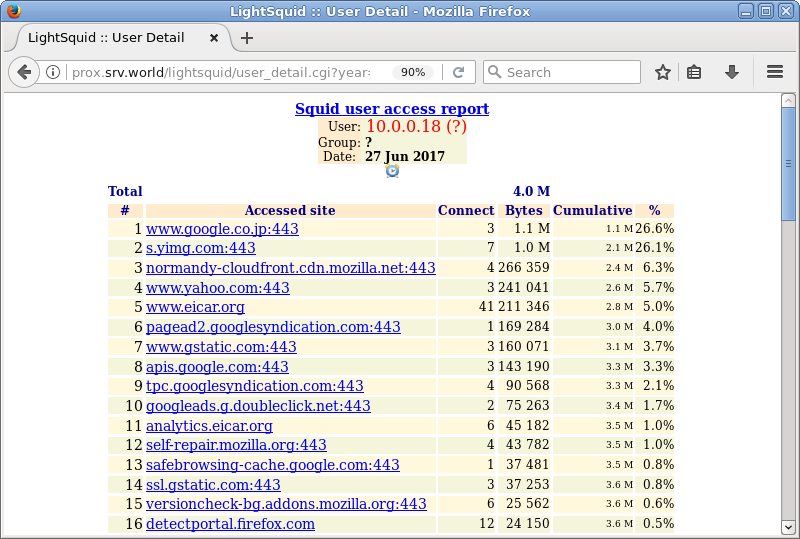 LightSquid :: User Detail - Mozilla Firefox
LightSquid :: User Detail
prox.srv.world/lightsquid/user_detail.cgi?year= 90% Search
Squid user access report
User: 10.0.0.18 (?)
Group: ?
Date: 27 Jun 2017
Total 4.0 M
# Accessed site Connect Bytes Cumulative %
1 www.google.co.jp:443 3 1.1 M 1.1 M 26.6%
2 s.yimg.com:443 7 1.0 M 2.1 M 26.1%
3 normandy-cloudfront.cdn.mozilla.net:443 4 266 359 2.4 M 6.3%
4 www.yahoo.com:443 3 241 041 2.6 M 5.7%
5 www.eicar.org 41 211 346 2.8 M 5.0%
6 pagead2.googlesyndication.com:443 1 169 284 3.0 M 4.0%
7 www.gstatic.com:443 3 160 071 3.1 M 3.7%
8 apis.google.com:443 3 143 190 3.3 M 3.3%
9 tpc.googlesyndication.com:443 4 90 568 3.3 M 2.1%
10 googleads.g.doubleclick.net:443 2 75 263 3.4 M 1.7%
11 analytics.eicar.org 6 45 182 3.5 M 1.0%
12 self-repair.mozilla.org:443 4 43 782 3.5 M 1.0%
13 safebrowsing-cache.google.com:443 1 37 481 3.5 M 0.8%
14 ssl.gstatic.com:443 3 37 253 3.6 M 0.8%
15 versioncheck-bg.addons.mozilla.org:443 6 25 562 3.6 M 0.6%
16 detectportal.firefox.com 12 24 150 3.6 M 0.5%